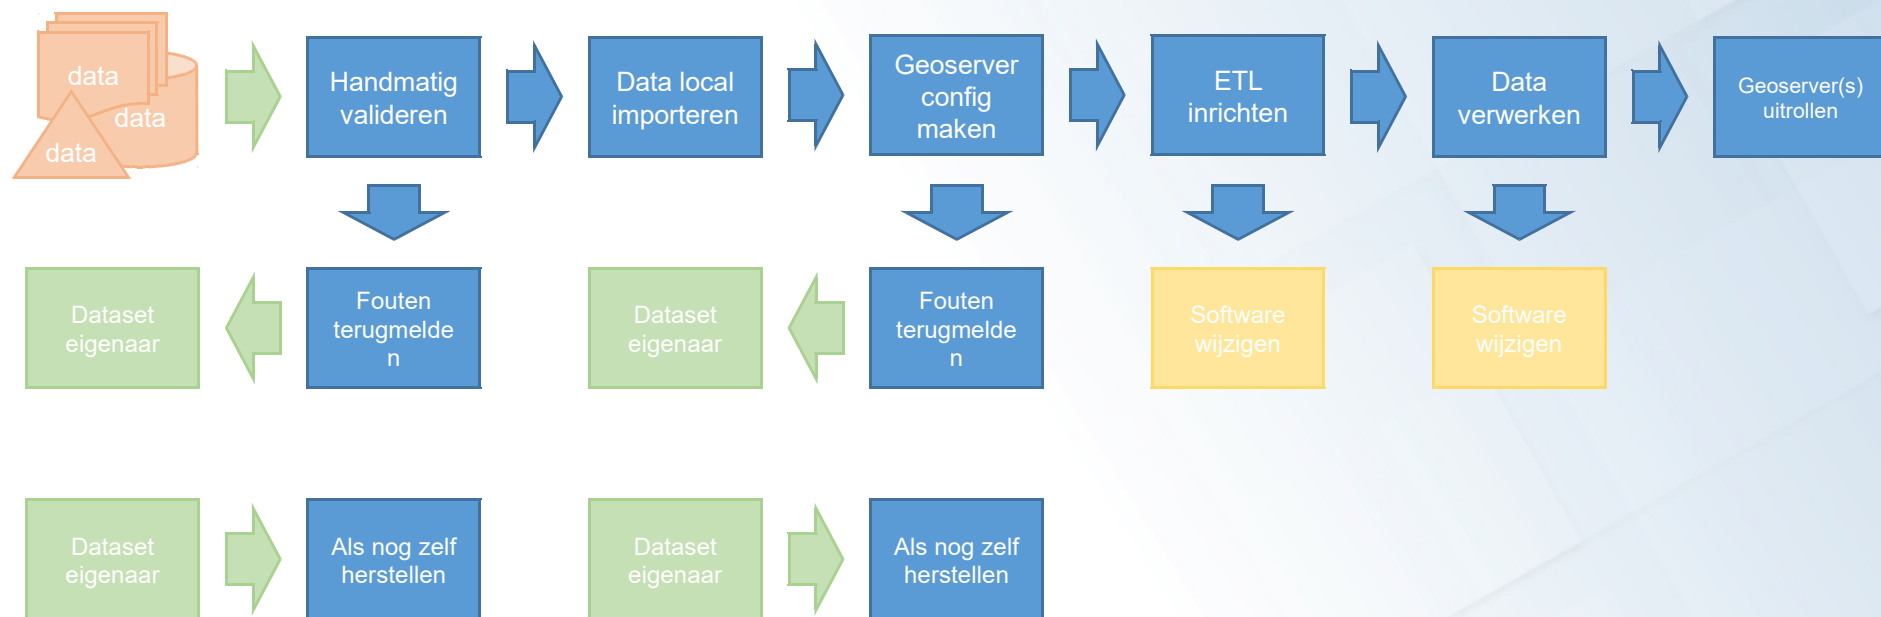 data
data
data
Handmatig
valideren
Data local
importeren
Geoserver
config
maken
ETL
inrichten
Data
verwerken
Geoserver(s)
uitrollen
Dataset
eigenaar
Fouten
terugmelde
n
Dataset
eigenaar
Fouten
terugmelde
n
Software
wijzigen
Software
wijzigen
Dataset
eigenaar
Als nog zelf
herstellen
Dataset
eigenaar
Als nog zelf
herstellen